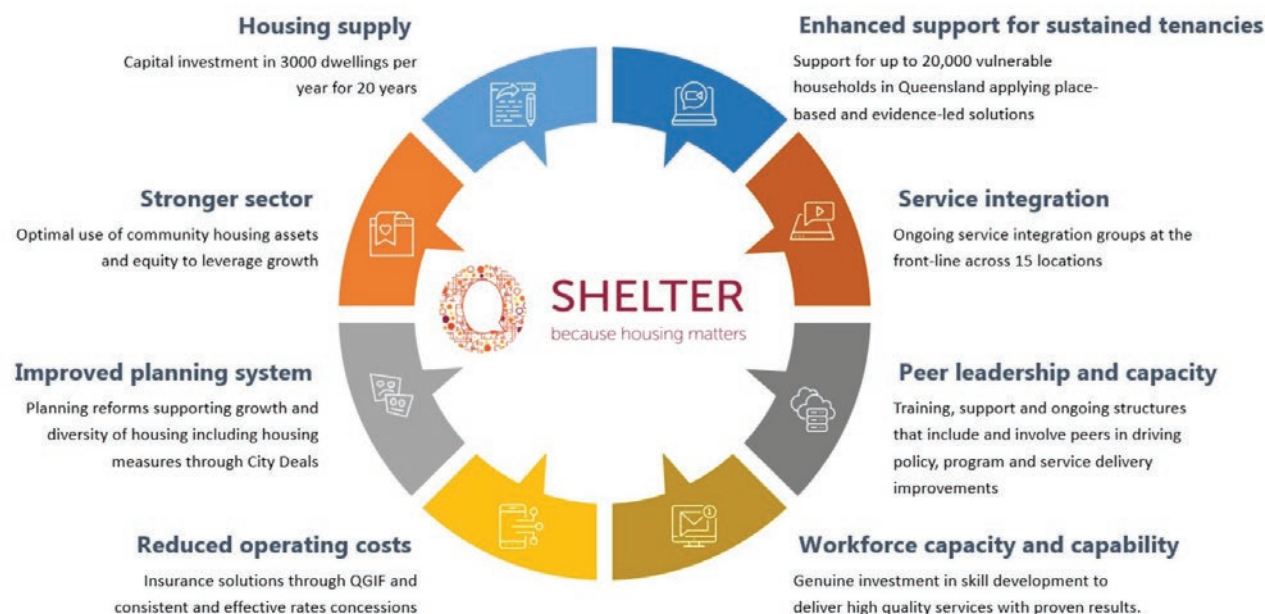 Housing supply
Capital investment in 3000 dwellings per
year for 20 years
Enhanced support for sustained tenancies
Support for up to 20,000 vulnerable
households in Queensland applying place-
based and evidence-led solutions
Stronger sector
Optimal use of community housing assets
and equity to leverage growth
Service integration
Ongoing service integration groups at the
front-line across 15 locations
Q SHELTER
because housing matters
Improved planning system
Planning reforms supporting growth and
diversity of housing including housing
measures through City Deals
Peer leadership and capacity
Training, support and ongoing structures
that include and involve peers in driving
policy, program and service delivery
improvements
Reduced operating costs
Insurance solutions through QGIF and
consistent and effective rates concessions
1
Workforce capacity and capability
Genuine investment in skill development to
deliver high quality services with proven results.